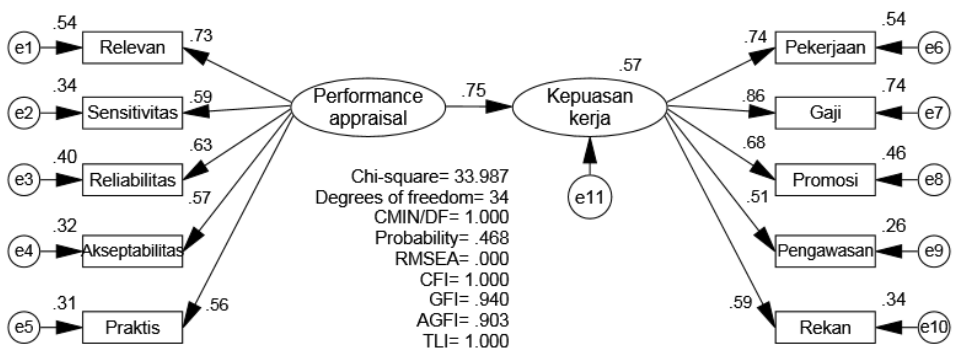 .54
.73
e1
Relevan
.34
.59
e2
Sensitivitas
.40
.63
e3
Reliabilitas
.32
.57
e4
Akseptabilitas
.31
.56
e5
Praktis
Performance
appraisal
.75
.57
Kepuasan
kerja
e11
Chi-square= 33.987
Degrees of freedom= 34
CMIN/DF= 1.000
Probability= .468
RMSEA= .000
CFI= 1.000
GFI= .940
AGFI= .903
TLI= 1.000
.74
.54
Pekerjaan
e6
.86
.74
Gaji
e7
.68
.46
Promosi
e8
.51
.26
Pengawasan
e9
.59
.34
Rekan
e10